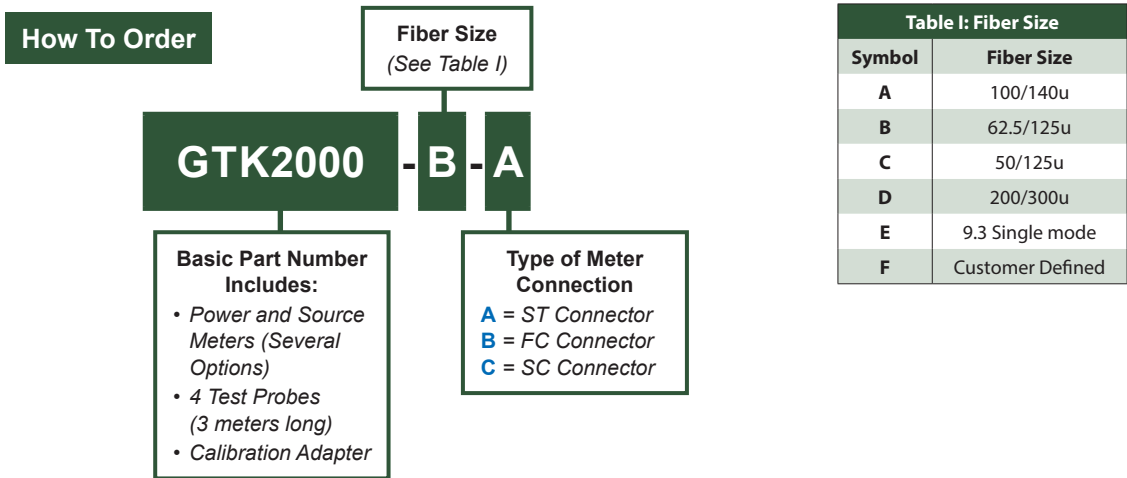 How To Order
Fiber Size
(See Table I)
GTK2000 - B - A
Basic Part Number
Includes:
• Power and Source
Meters (Several
Options)
• 4 Test Probes
(3 meters long)
• Calibration Adapter
Type of Meter
Connection
A = ST Connector
B = FC Connector
C = SC Connector
Table I: Fiber Size
Symbol Fiber Size
A 100/140u
B 62.5/125u
C 50/125u
D 200/300u
E 9.3 Single mode
F Customer Defined